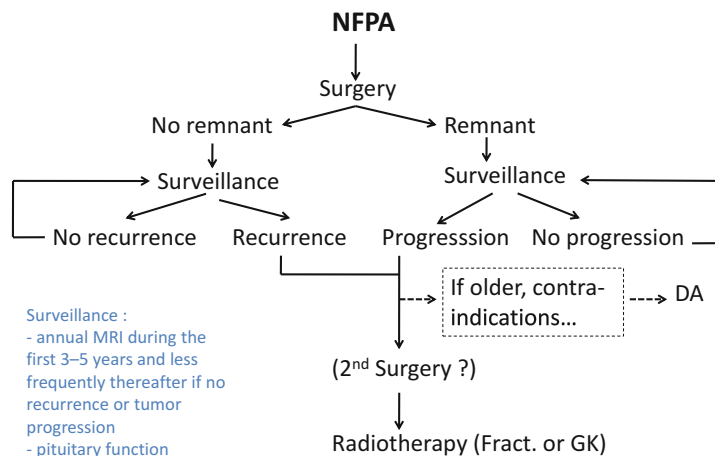 NFPA
Surgery
No remnant
Remnant
Surveillance
Surveillance
No recurrence
Recurrence
Progresssion
No progression
If older, contra-
indications...
DA
Surveillance :
- annual MRI during the
first 3–5 years and less
frequently thereafter if no
recurrence or tumor
progression
- pituitary function
(2nd Surgery ?)
Radiotherapy (Fract. or GK)